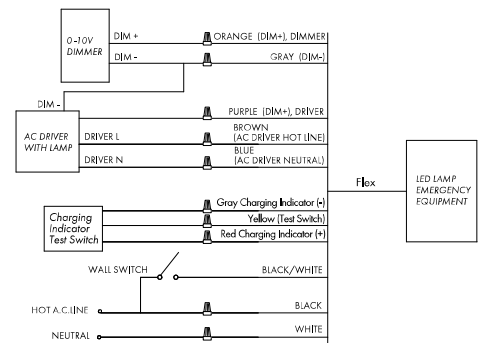 0-10V
DIMMER
DIM +
ORANGE (DIM+), DIMMER
DIM -
GRAY (DIM-)
DIM -
PURPLE (DIM+), DRIVER
AC DRIVER
WITH LAMP
DRIVER L
BROWN
(AC DRIVER HOT LINE)
DRIVER N
BLUE
(AC DRIVER NEUTRAL)
Flex
LED LAMP
EMERGENCY
EQUIPMENT
Charging
Indicator
Test Switch
Gray Charging Indicator (-)
Yellow (Test Switch)
Red Charging Indicator (+)
WALL SWITCH
BLACK/WHITE
HOT A.C.LINE
BLACK
NEUTRAL
WHITE